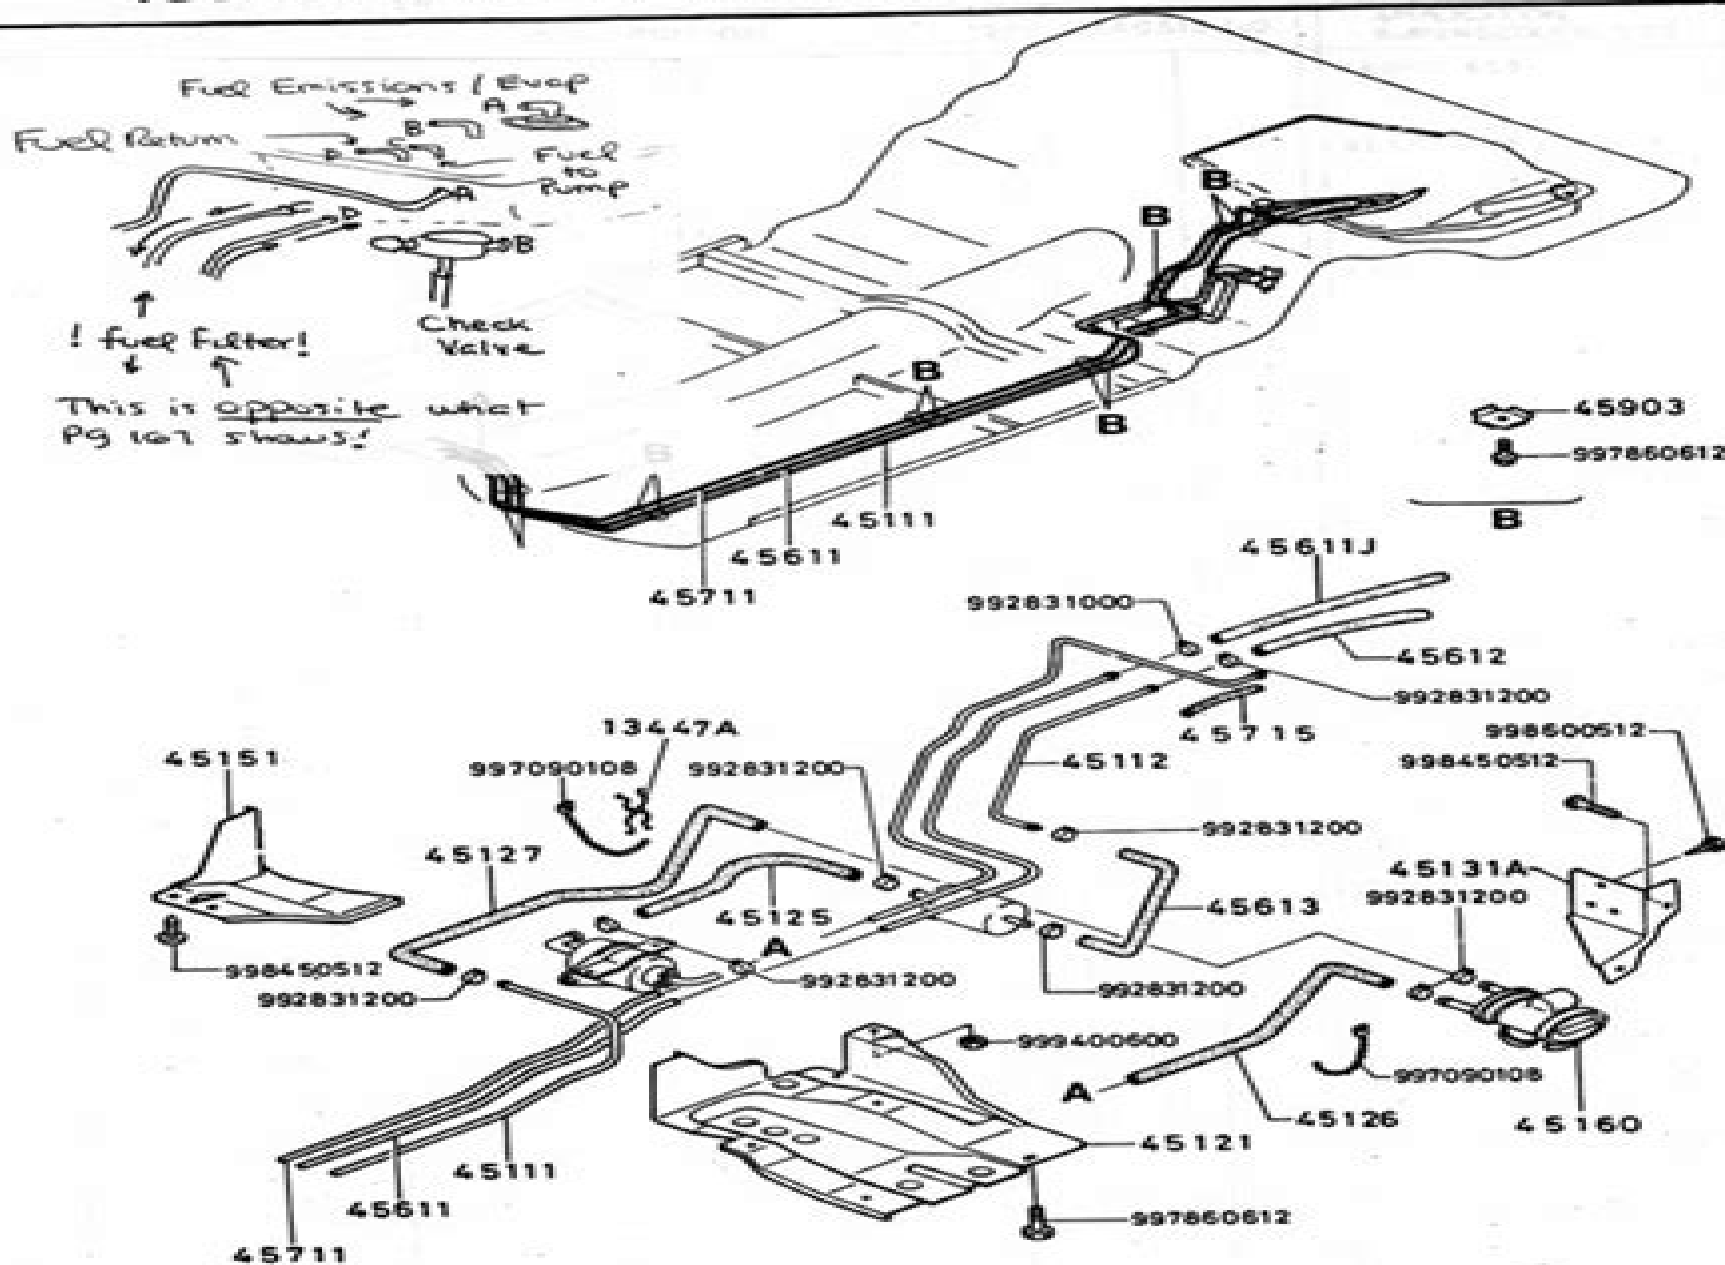 Fuel Emissions / Evap
A
B
Fuel Return
D C
Fuel
to
Pump
A
C
D
B
Check
Valve
! fuel Filter!
This is opposite what
Pg 167 shows!
B
B
B
B
B
45903
997860612
B
45111
45611
45711
45611J
992831000
45612
992831200
45715
13447A
998600512
45151
997090108
992831200
45112
998450512
992831200
45127
45131A
992831200
45125
45613
A
998450512
992831200
992831200
992831200
999400600
997090108
A
45126
45160
45121
45111
45611
997860612
45711